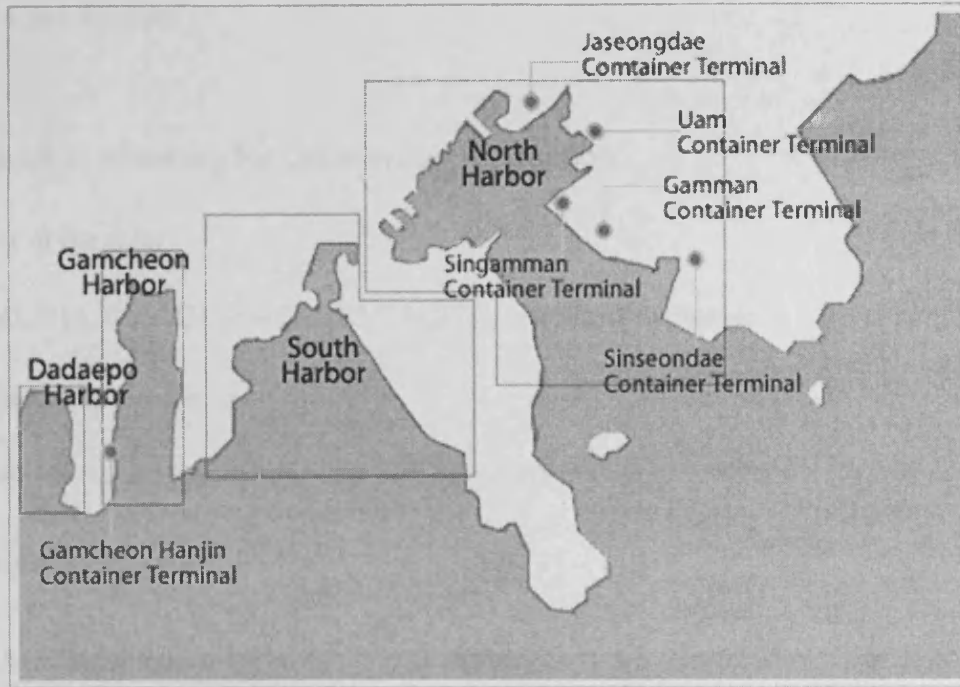 Jaseongdae
Comtainer Terminal
Uam
Container Terminal
North
Harbor
Gamman
Container Terminal
Gamcheon
Harbor
Singamman
Container Terminal
South
Harbor
Dadaepo
Harbor
Sinseondae
Container Terminal
Gamcheon Hanjin
Container Terminal